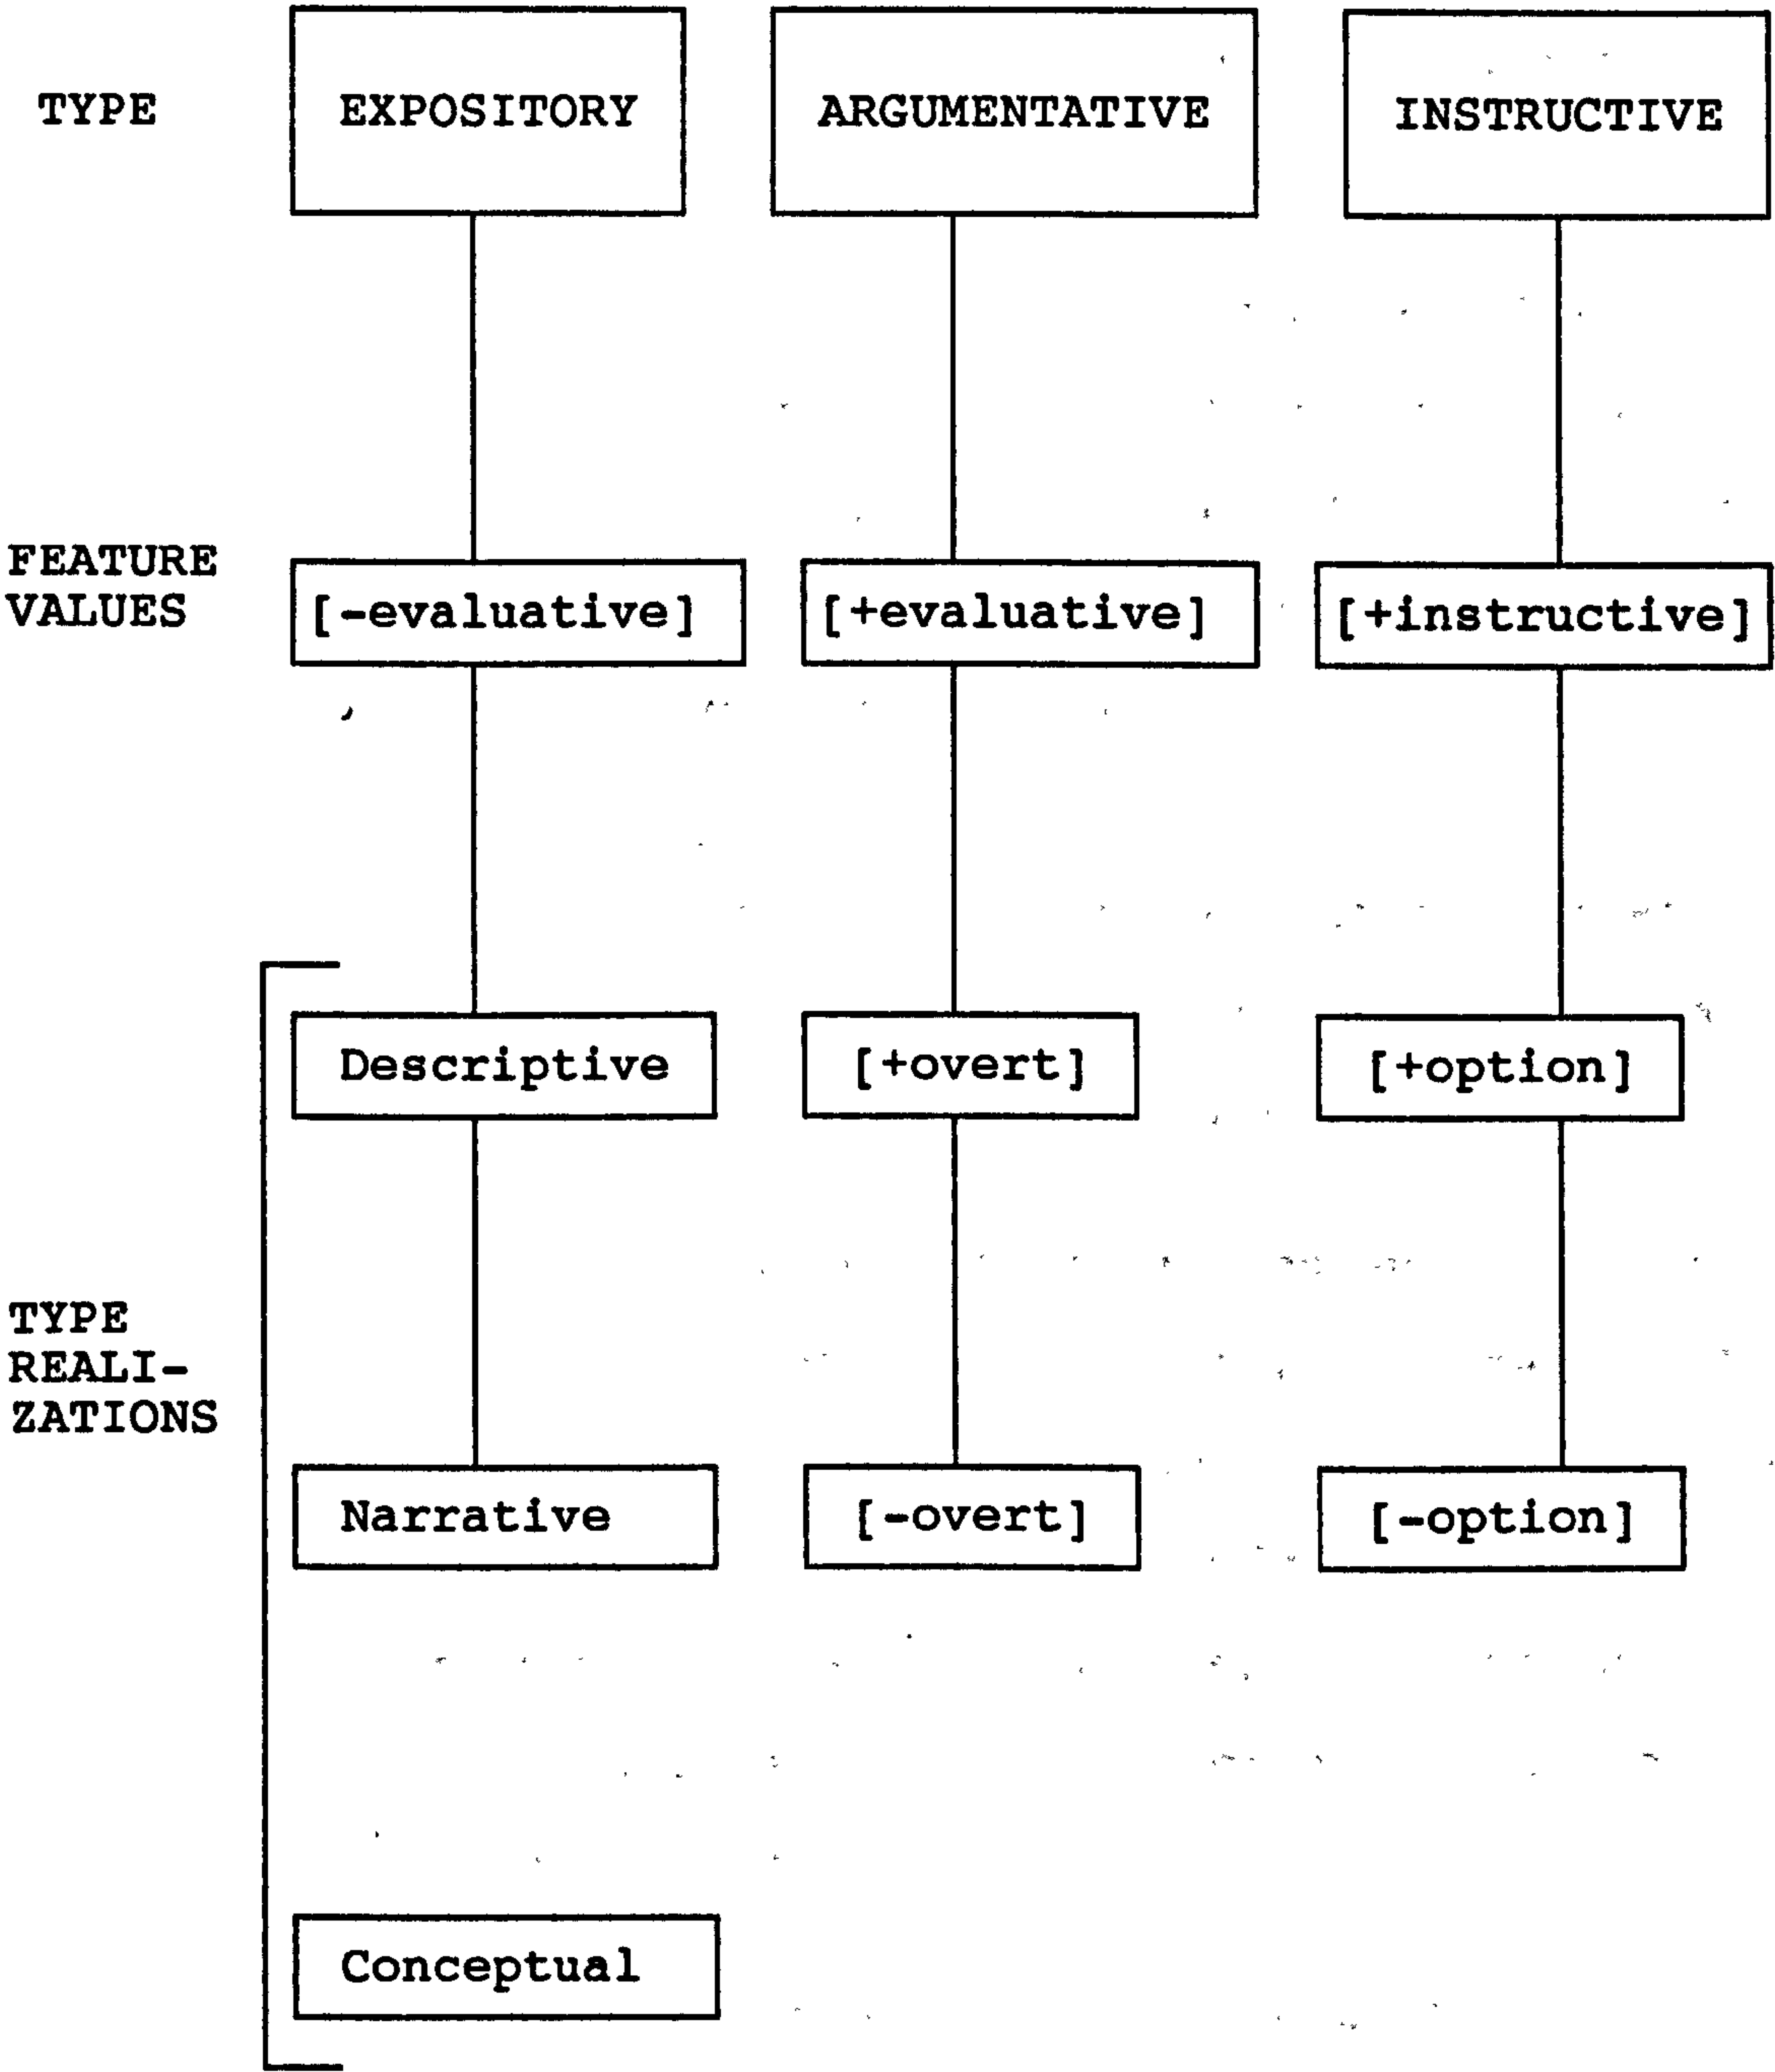 TYPE EXPOSITORY ARGUMENTATIVE INSTRUCTIVE
FEATURE
VALUES [-evaluative] [+evaluative] [+instructive]
Descriptive [+overt] [+option]
TYPE
REALI-
ZATIONS
Narrative [-overt] [-option]
Conceptual